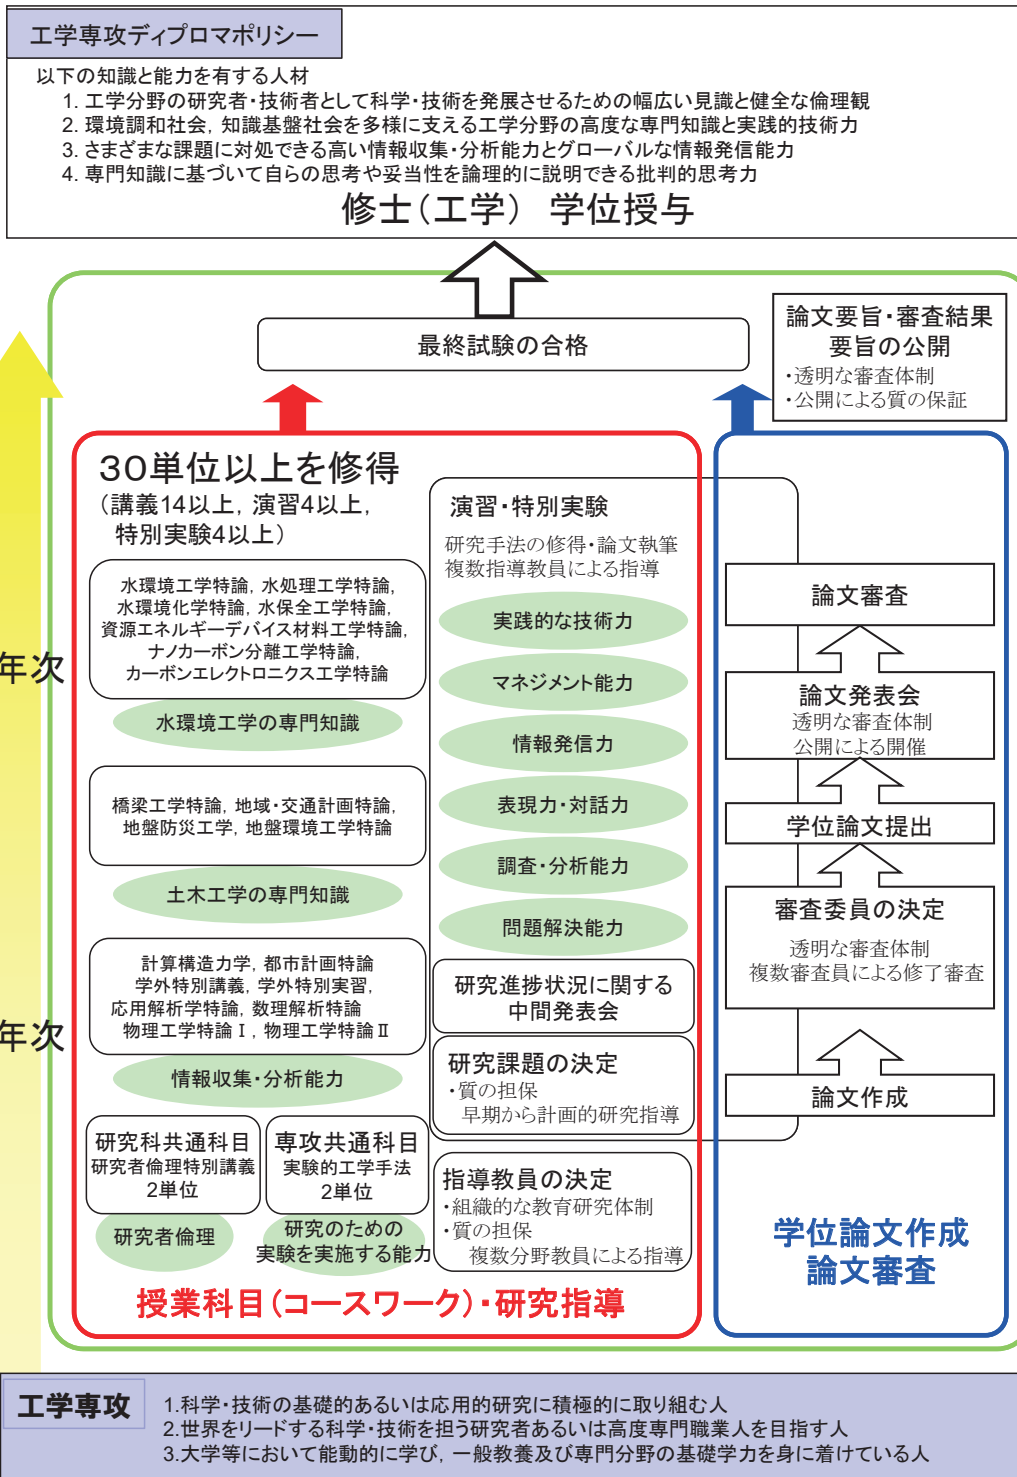 工学専攻ディプロマポリシー
以下の知識と能力を有する人材
1. 工学分野の研究者・技術者として科学・技術を発展させるための幅広い見識と健全な倫理観
2. 環境調和社会，知識基盤社会を多様に支える工学分野の高度な専門知識と実践的技術力
3. さまざまな課題に対処できる高い情報収集・分析能力とグローバルな情報発信能力
4. 専門知識に基づいて自らの思考や妥当性を論理的に説明できる批判的思考力
修士（工学） 学位授与
最終試験の合格
論文要旨・審査結果
要旨の公開
・透明な審査体制
・公開による質の保証
30単位以上を修得
（講義14以上，演習4以上，
特別実験4以上）
水環境工学特論，水処理工学特論，
水環境化学特論，水保全工学特論，
資源エネルギーデバイス材料工学特論，
ナノカーボン分離工学特論，
カーボンエレクトロニクス工学特論
年次
水環境工学の専門知識
橋梁工学特論，地域・交通計画特論，
地盤防災工学，地盤環境工学特論
土木工学の専門知識
計算構造力学，都市計画特論
学外特別講義，学外特別実習，
応用解析学特論，数理解析特論
物理工学特論Ⅰ，物理工学特論Ⅱ
年次
情報収集・分析能力
研究科共通科目
研究者倫理特別講義
2単位
研究者倫理
専攻共通科目
実験的工学手法
2単位
研究のための
実験を実施する能力
演習・特別実験
研究手法の修得・論文執筆
複数指導教員による指導
実践的な技術力
マネジメント能力
情報発信力
表現力・対話力
調査・分析能力
問題解決能力
研究進捗状況に関する
中間発表会
研究課題の決定
・質の担保
早期から計画的研究指導
指導教員の決定
・組織的な教育研究体制
・質の担保
複数分野教員による指導
授業科目（コースワーク）・研究指導
論文審査
論文発表会
透明な審査体制
公開による開催
学位論文提出
審査委員の決定
透明な審査体制
複数審査員による修了審査
論文作成
学位論文作成
論文審査
工学専攻
1.科学・技術の基礎的あるいは応用的研究に積極的に取り組む人
2.世界をリードする科学・技術を担う研究者あるいは高度専門職業人を目指す人
3.大学等において能動的に学び，一般教養及び専門分野の基礎学力を身に着けている人